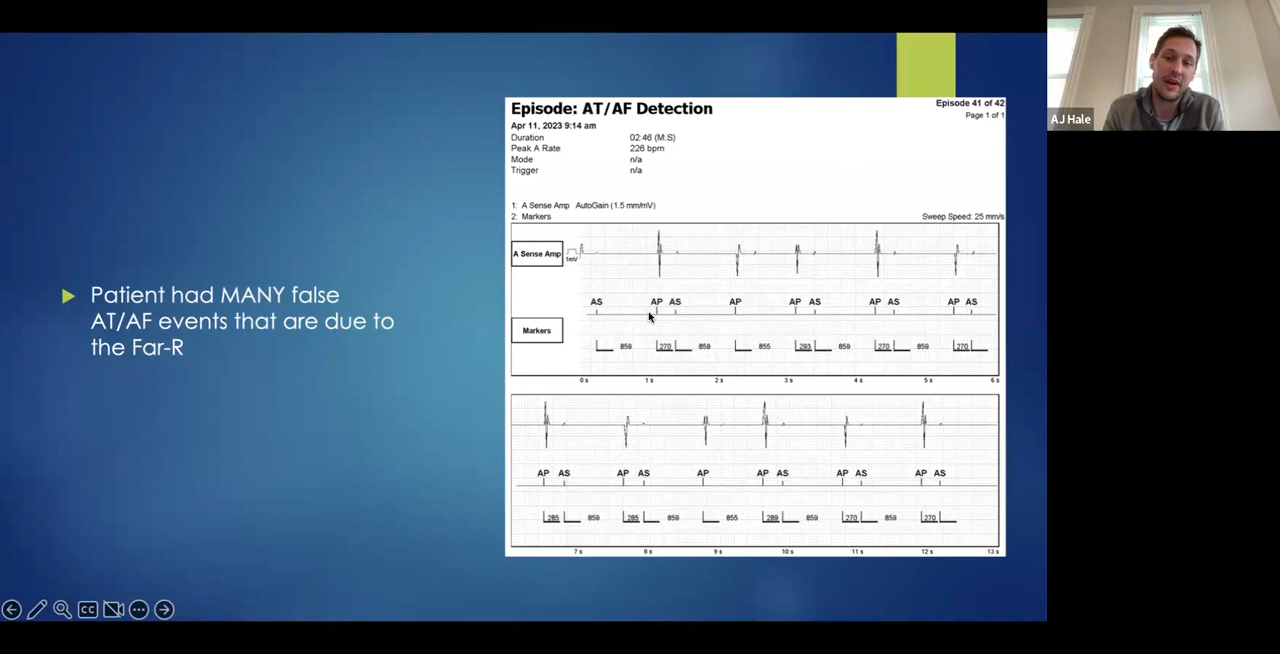 Patient had MANY false
AT/AF events that are due to
the Far-R
Episode: AT/AF Detection
Episode 41 of 42
Page 1 of 1
Apr 11, 2023 9:14 am
Duration 02:46 (M:S)
Peak A Rate 226 bpm
Mode n/a
Trigger n/a
1: A Sense Amp AutoGain (1.5 mm/mV)
2: Markers Sweep Speed: 25 mm/s
A Sense Amp
1mV
AS AP AS AP AP AS AP AS AP AS
Markers
859 270 859 855 293 859 270 859 270
0 s 1 s 2 s 3 s 4 s 5 s 6 s
AP AS AP AS AP AP AS AP AS AP AS
285 859 285 859 855 289 859 270 859 270
7 s 8 s 9 s 10 s 11 s 12 s 13 s
CC
AJ Hale